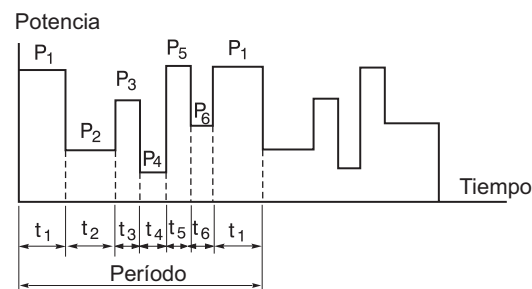 Potencia
P1 P5 P1
P3
P2 P6
P4
Tiempo
t1 t2 t3 t4 t5 t6 t1
Período